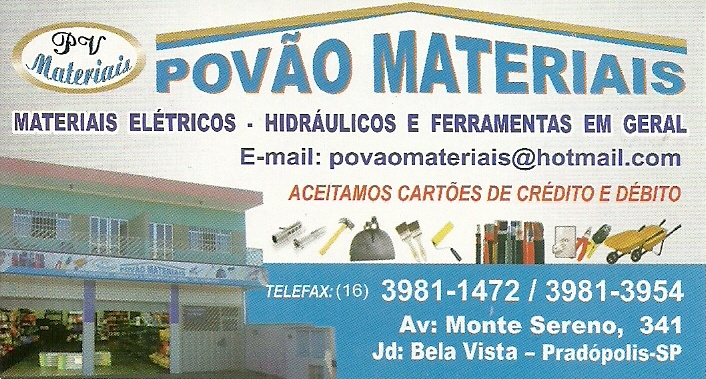 PV
Materiais
POVÃO MATERIAIS
MATERIAIS ELÉTRICOS - HIDRÁULICOS E FERRAMENTAS EM GERAL
E-mail: povaomateriais@hotmail.com
ACEITAMOS CARTÕES DE CRÉDITO E DÉBITO
POVÃO MATERIAIS
TELEFAX: (16) 3981-1472 / 3981-3954
Av: Monte Sereno, 341
Jd: Bela Vista – Pradópolis-SP